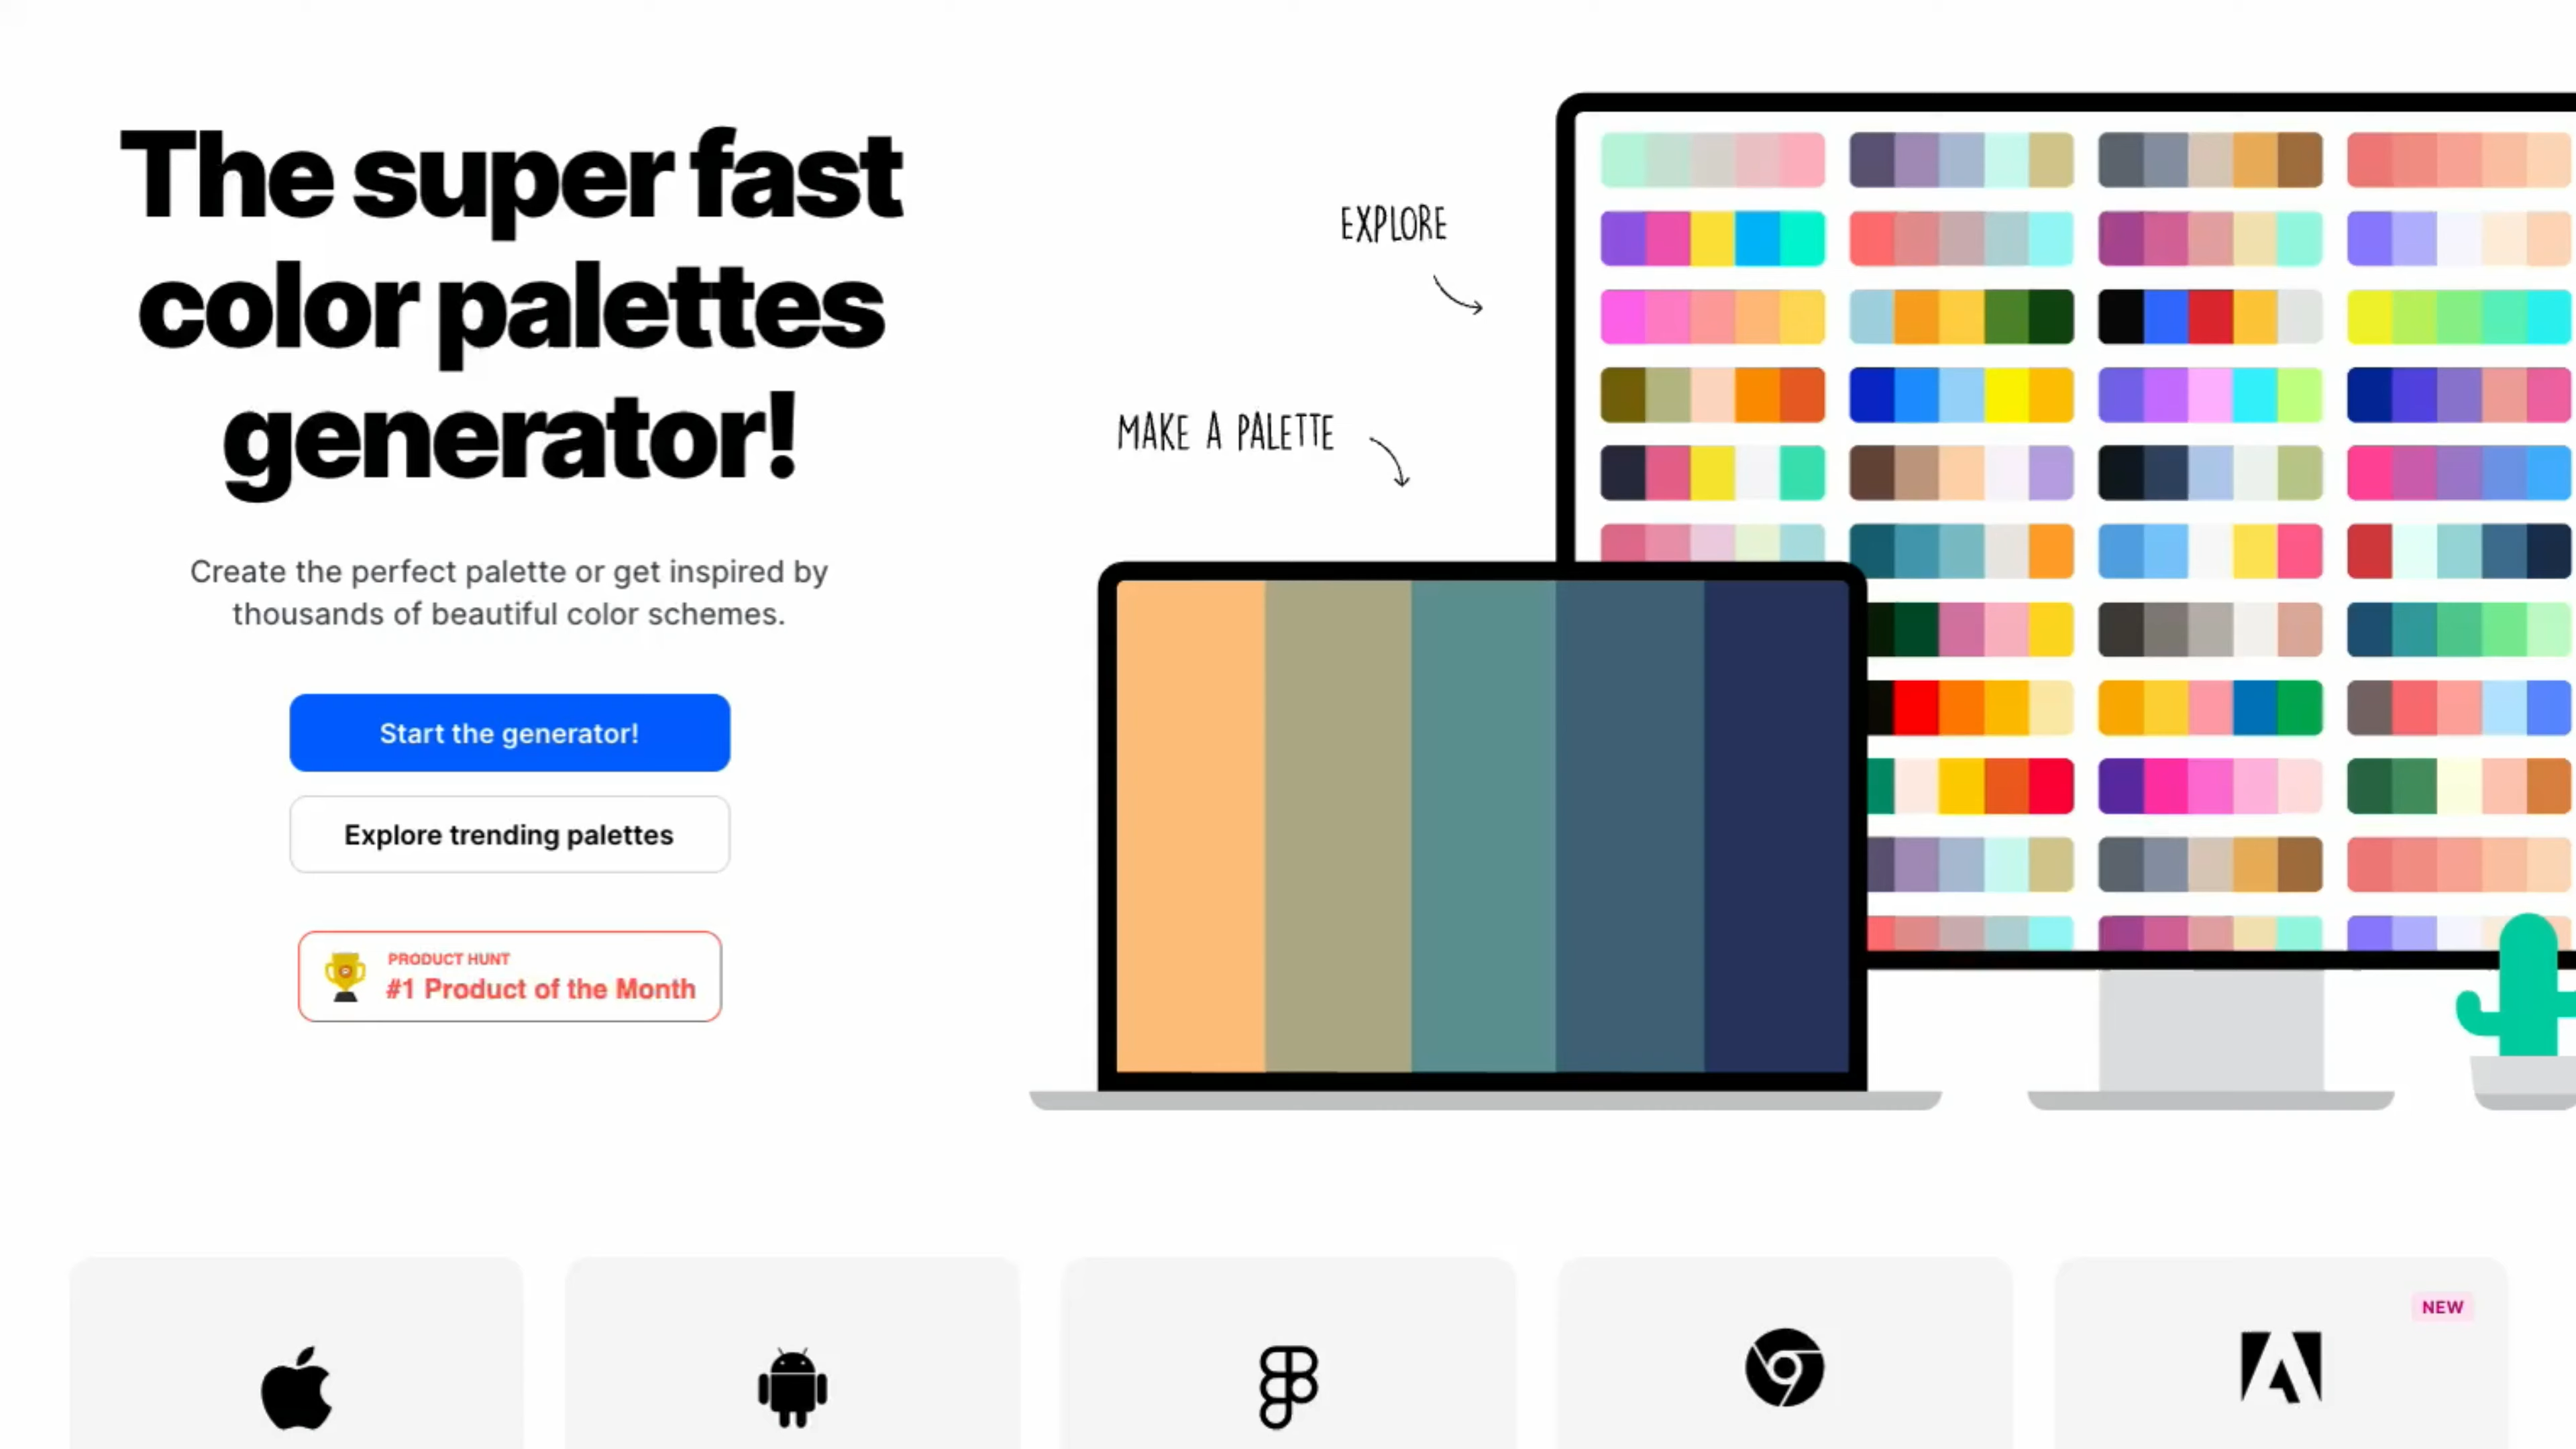 The super fast
color palettes
generator!
Create the perfect palette or get inspired by
thousands of beautiful color schemes.
Start the generator!
Explore trending palettes
PRODUCT HUNT
#1 Product of the Month
EXPLORE
MAKE A PALETTE
NEW